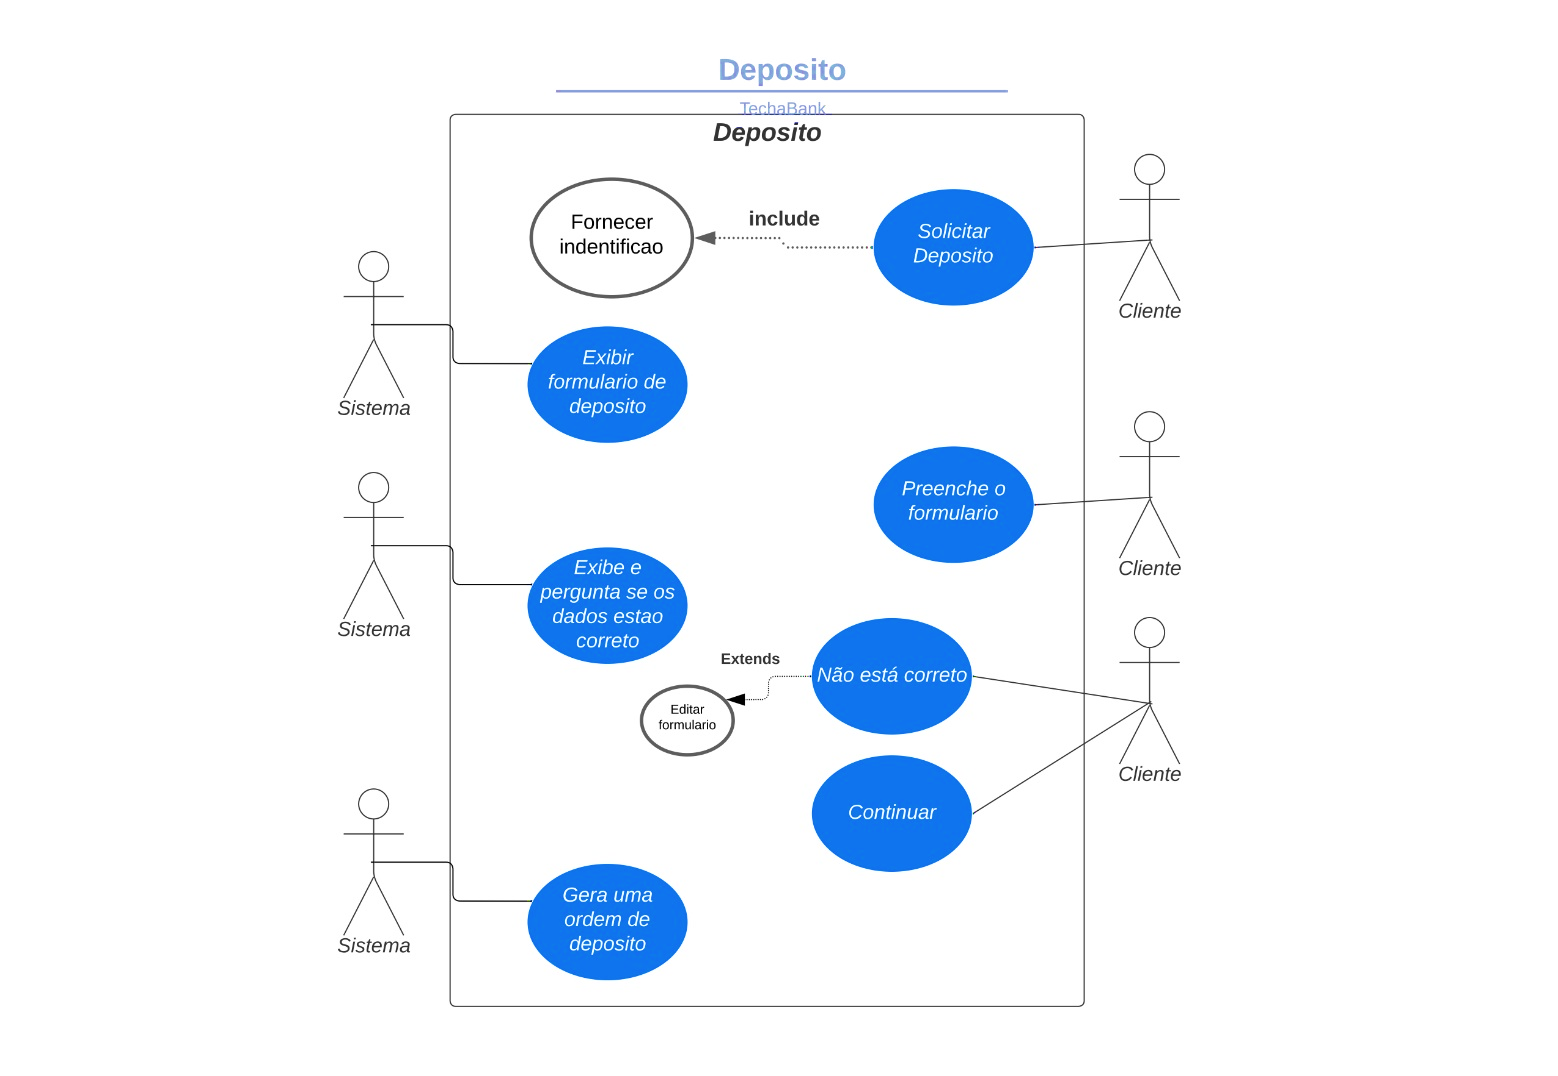 Deposito
TechaBank
Deposito
Fornecer
indentificao
include
Solicitar
Deposito
Cliente
Sistema
Exibir
formulario de
deposito
Preenche o
formulario
Cliente
Sistema
Exibe e
pergunta se os
dados estao
correto
Extends
Não está correto
Editar
formulario
Cliente
Continuar
Sistema
Gera uma
ordem de
deposito